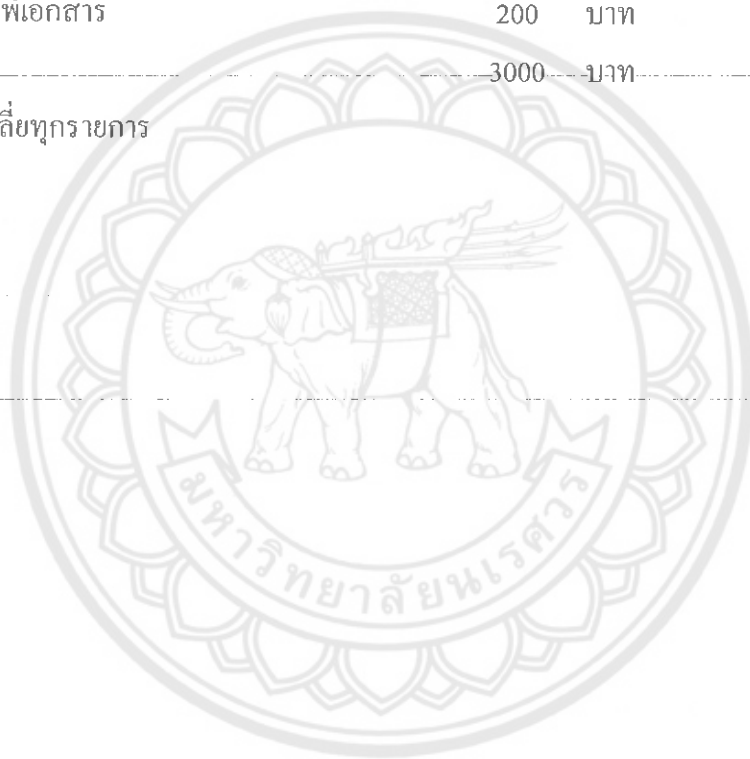 พ์เอกสาร 200 บาท
3000 บาท
ลี่ยทุกรายการ
มหาวิทยาลัยนเรศวร